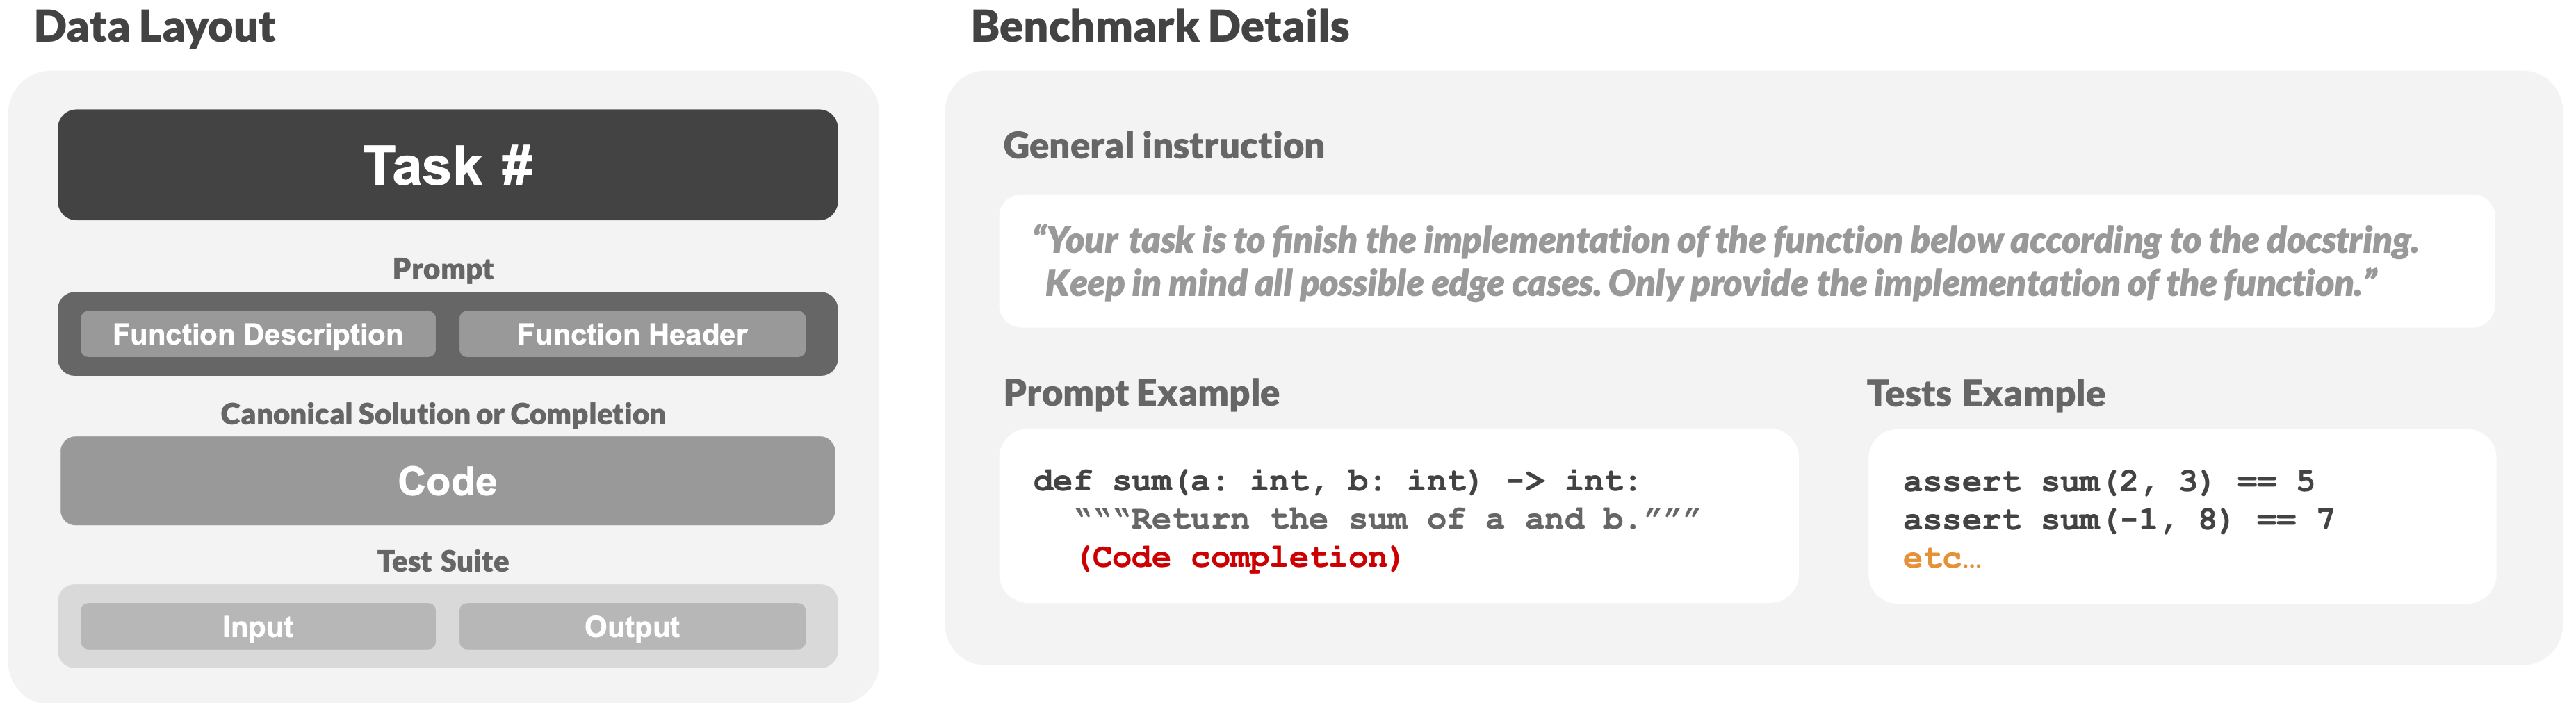 Data Layout
Task #
Prompt
Function Description
Function Header
Canonical Solution or Completion
Code
Test Suite
Input
Output
Benchmark Details
General instruction
“Your task is to finish the implementation of the function below according to the docstring.
Keep in mind all possible edge cases. Only provide the implementation of the function.”
Prompt Example
def sum(a: int, b: int) -> int:
“““Return the sum of a and b.”””
(Code completion)
Tests Example
assert sum(2, 3) == 5
assert sum(-1, 8) == 7
etc…